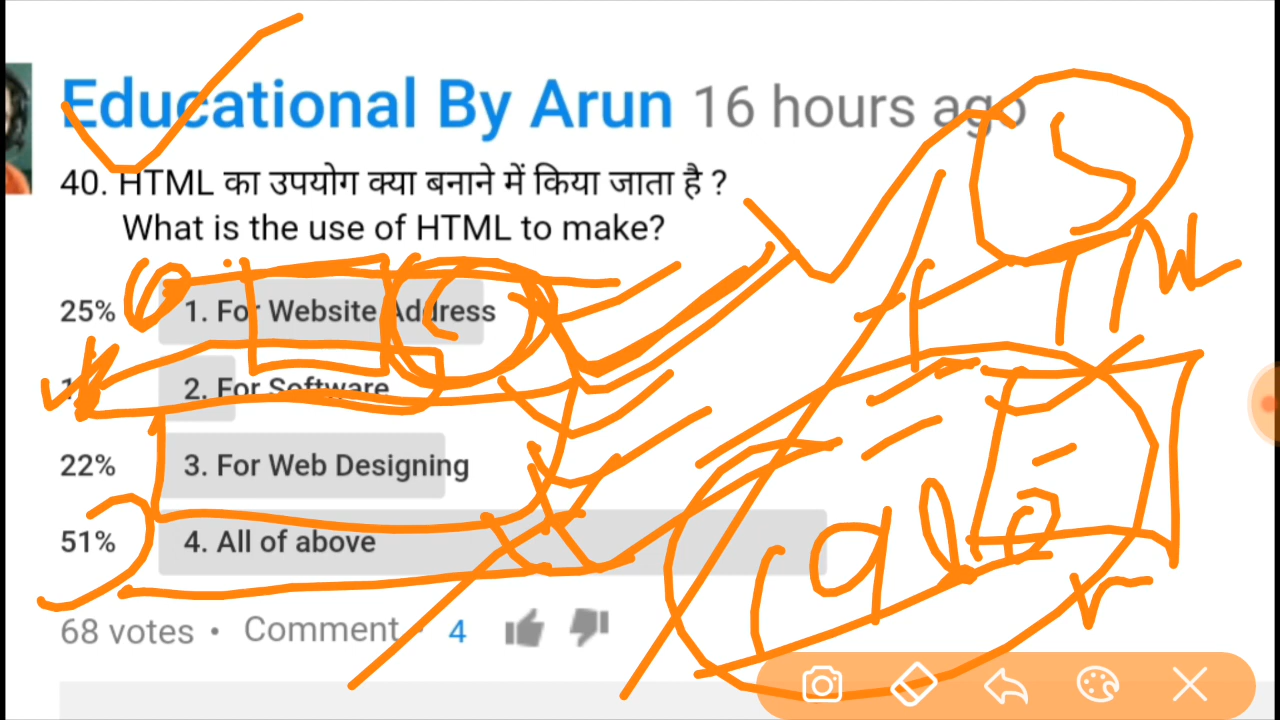 Educational By Arun 16 hours ago
40. HTML का उपयोग क्या बनाने में किया जाता है ?
What is the use of HTML to make?
25% 1. For Website Address
2. For Software
22% 3. For Web Designing
51% 4. All of above
68 votes • Comment 4